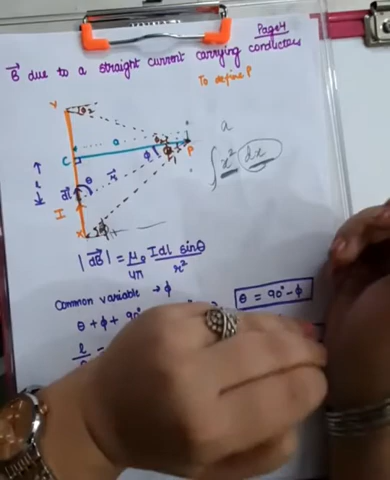 Page 4
B⃗ due to a straight current carrying conductor
To define P
Y
a
a
∫ x² dx
C
P
r⃗
θ
φ
l
dl
I
X
|dB⃗| = μ₀/4π Idl sinθ/r²
Common variable → φ
θ = 90° - φ
θ + φ + 90°
l